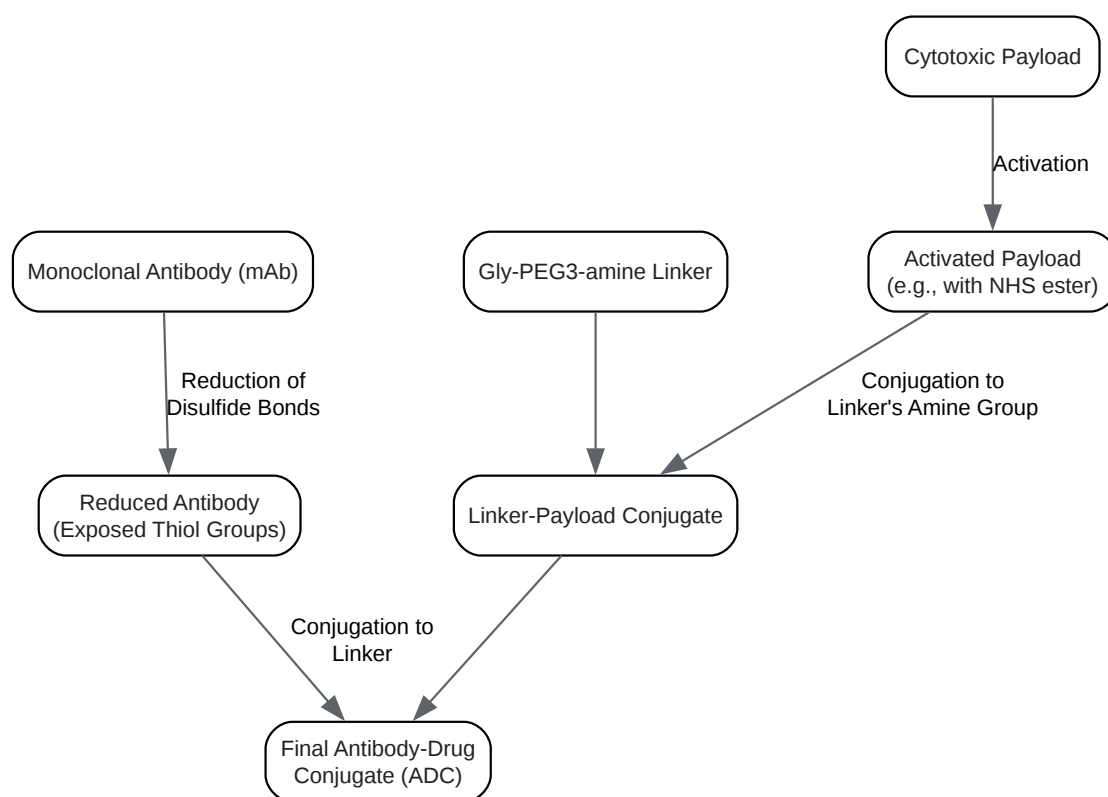 Cytotoxic Payload
Activation
Monoclonal Antibody (mAb)
Gly-PEG3-amine Linker
Activated Payload
(e.g., with NHS ester)
Reduction of
Disulfide Bonds
Conjugation to
Linker's Amine Group
Reduced Antibody
(Exposed Thiol Groups)
Linker-Payload Conjugate
Conjugation to
Linker
Final Antibody-Drug
Conjugate (ADC)